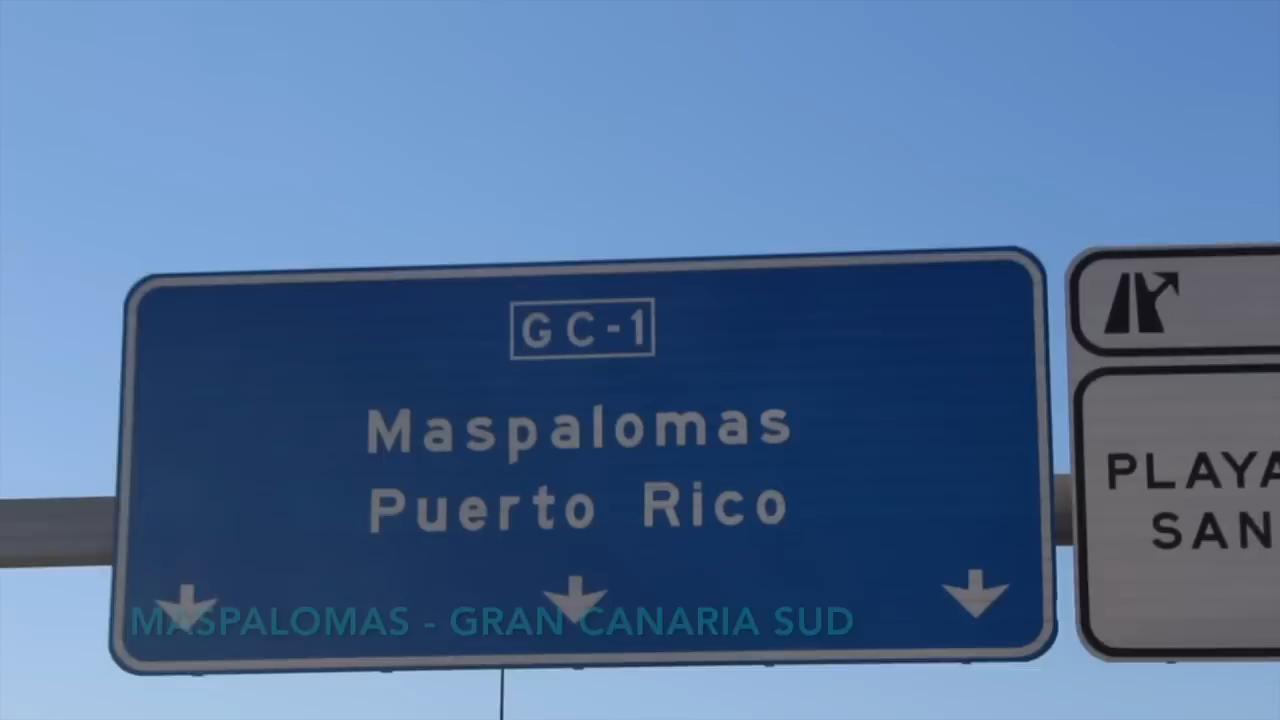 GC-1
Maspalomas
Puerto Rico
MASPALOMAS - GRAN CANARIA SUD
PLAYA
SAN